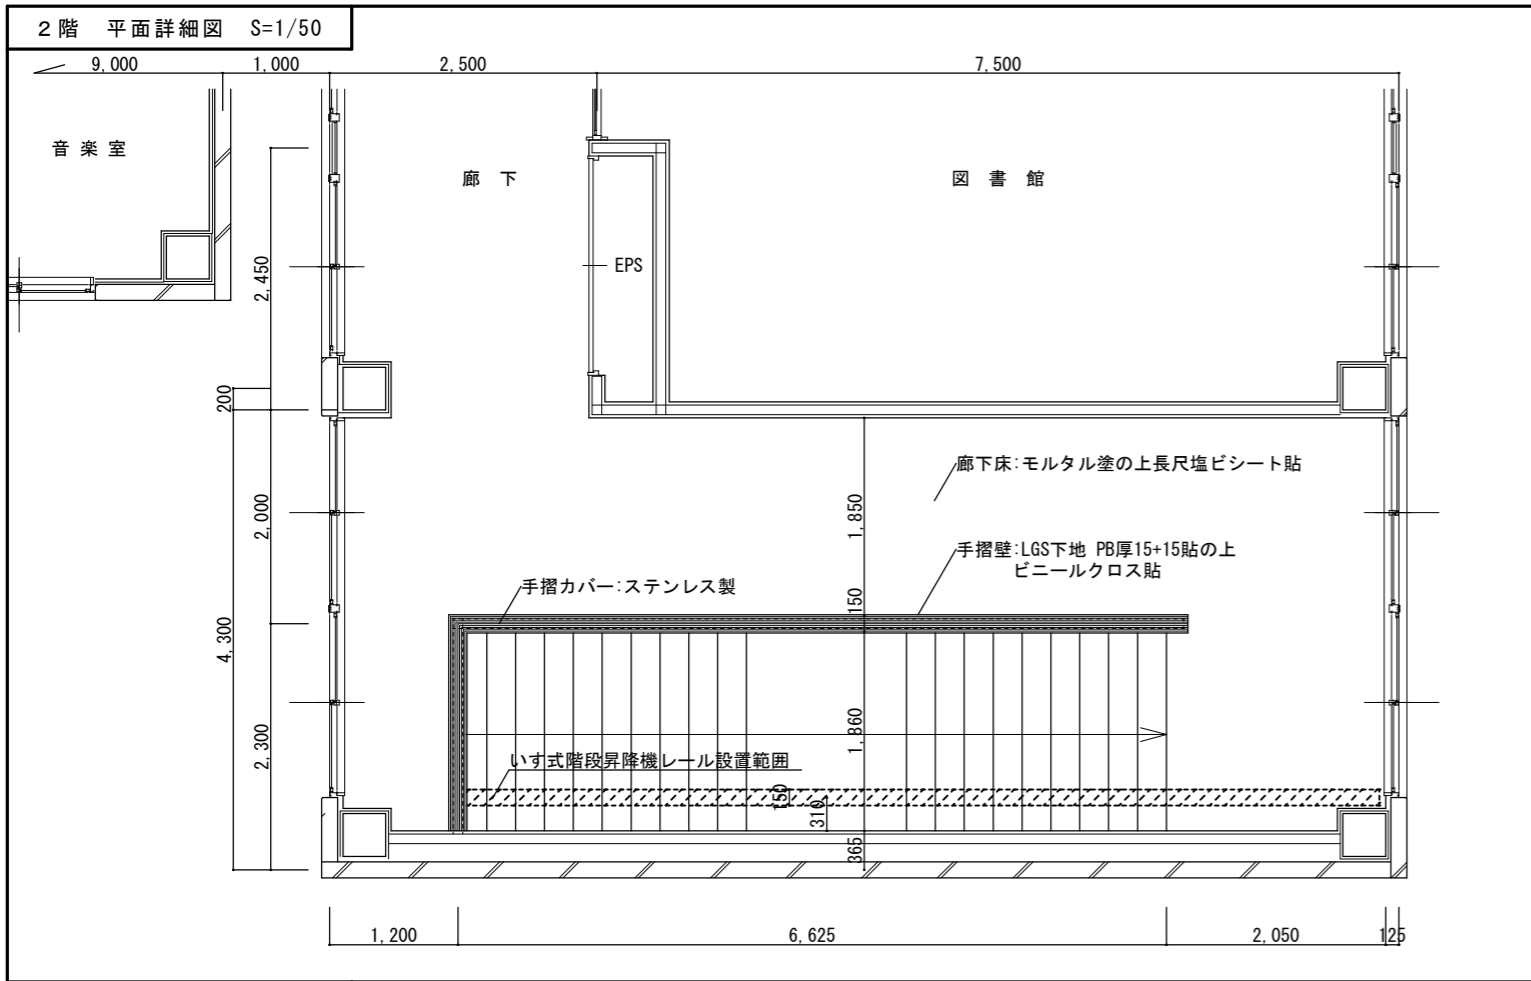 2階 平面詳細図 S=1/50
9,000
1,000
2,500
7,500
音楽室
廊下
図書館
EPS
2,450
200
2,000
4,300
2,300
1,850
150
1,860
150
310
365
廊下床:モルタル塗の上長尺塩ビシート貼
手摺壁:LGS下地 PB厚15+15貼の上
ビニールクロス貼
手摺カバー:ステンレス製
いす式階段昇降機レール設置範囲
1,200
6,625
2,050
125